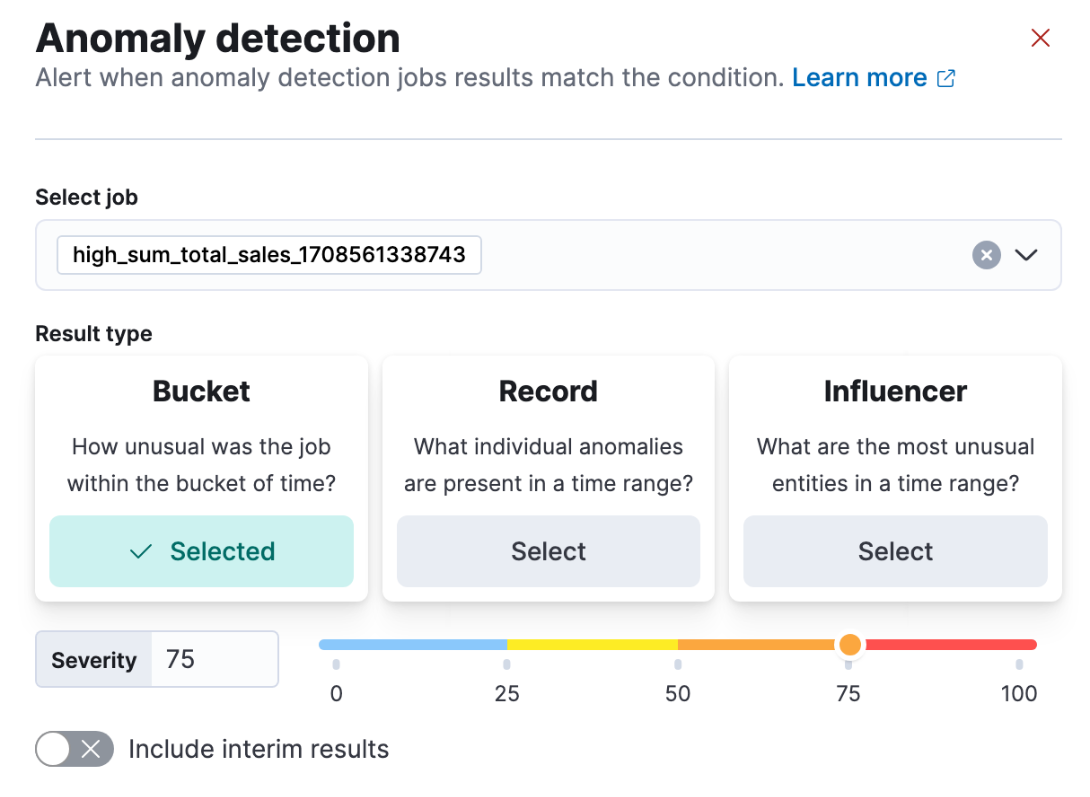 Anomaly detection
Alert when anomaly detection jobs results match the condition. Learn more
Select job
high_sum_total_sales_1708561338743
Result type
Bucket
How unusual was the job
within the bucket of time?
Selected
Record
What individual anomalies
are present in a time range?
Select
Influencer
What are the most unusual
entities in a time range?
Select
Severity 75
0 25 50 75 100
Include interim results